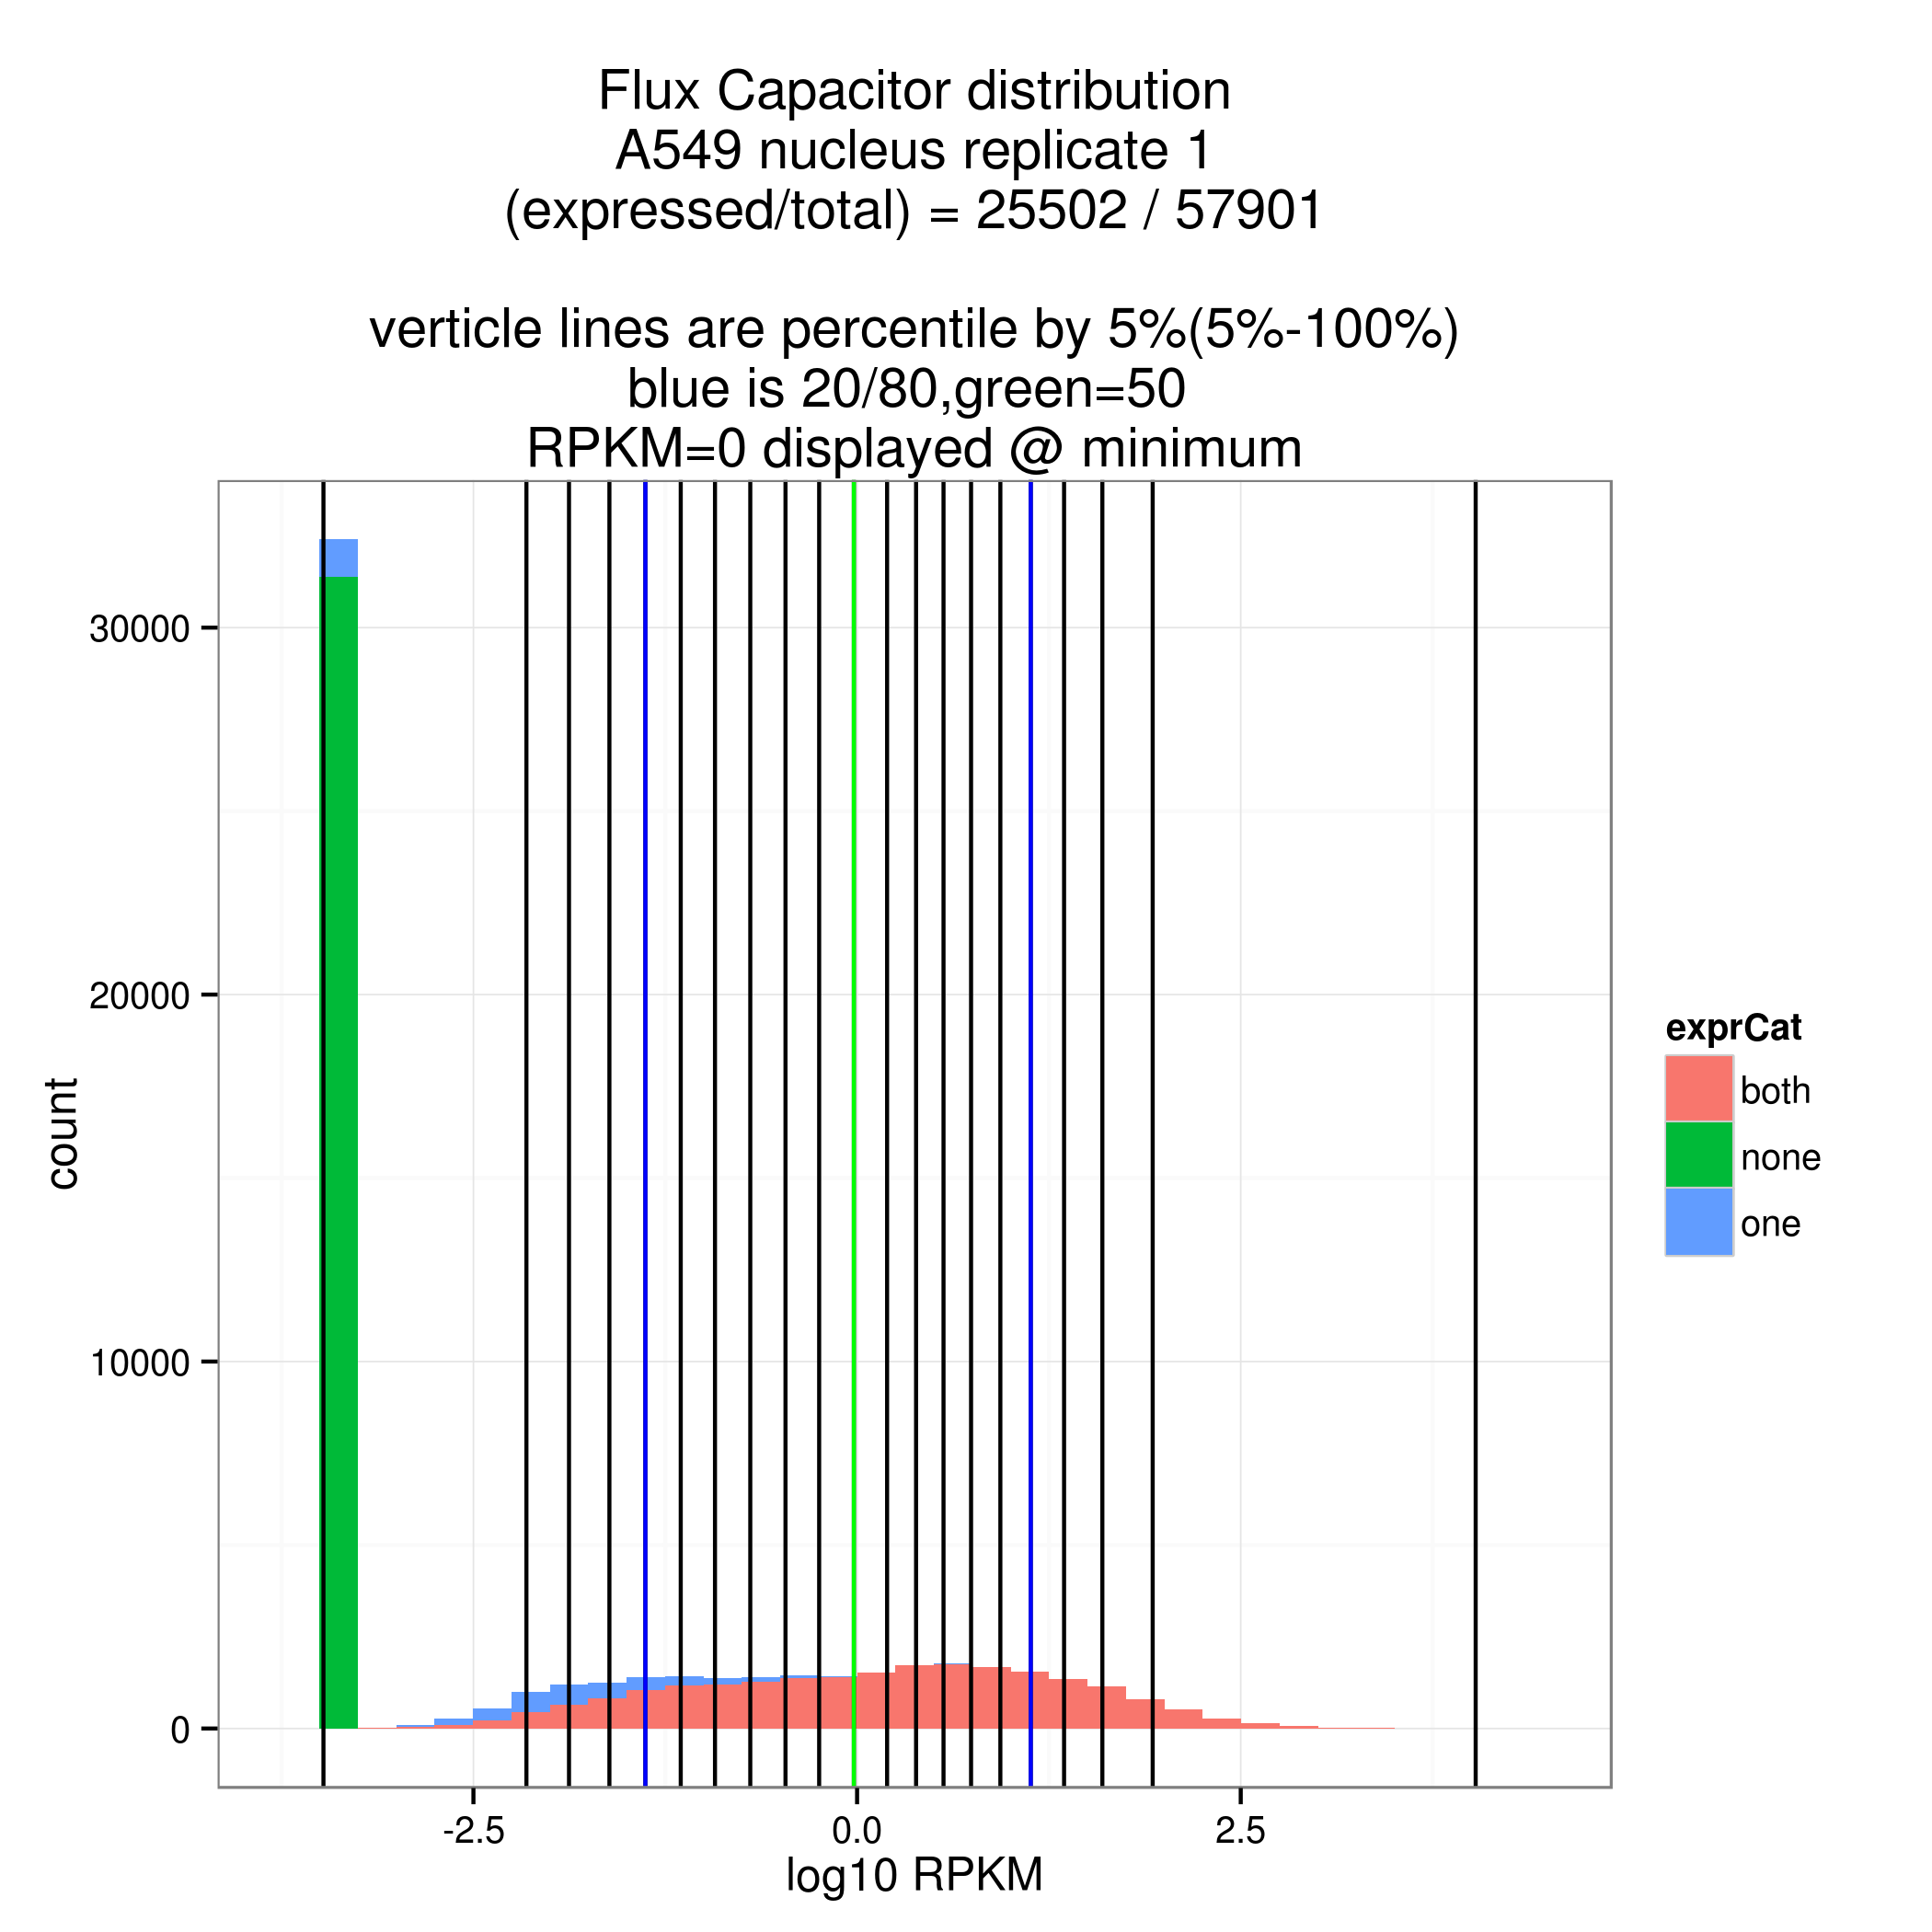 Flux Capacitor distribution
A549 nucleus replicate 1
(expressed/total) = 25502 / 57901
verticle lines are percentile by 5%(5%-100%)
blue is 20/80,green=50
RPKM=0 displayed @ minimum
30000
20000
10000
0
count
-2.5
0.0
2.5
log10 RPKM
exprCat
both
none
one